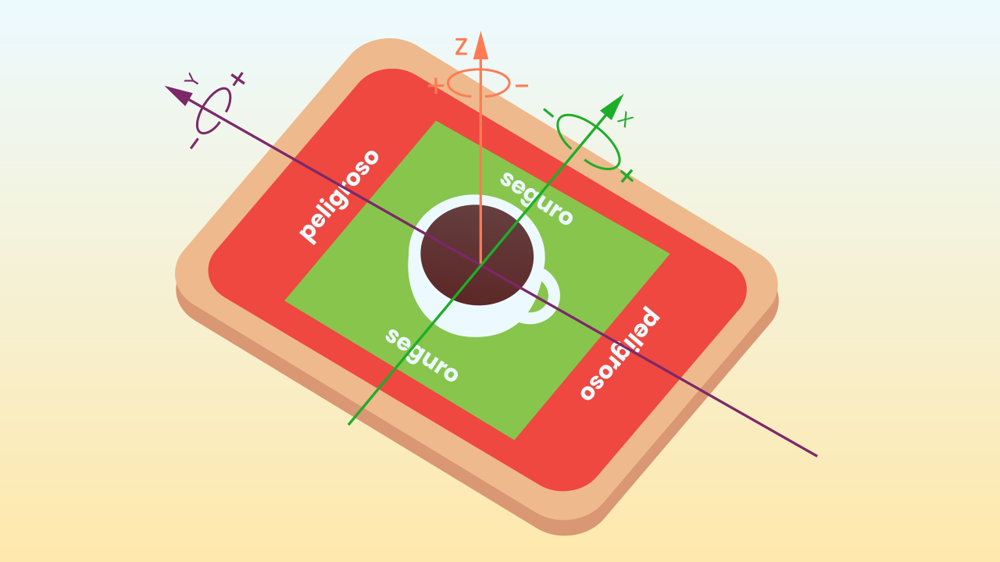 Z
Y
+
+
-
-
X
-
+
peligroso
seguro
seguro
peligroso
-